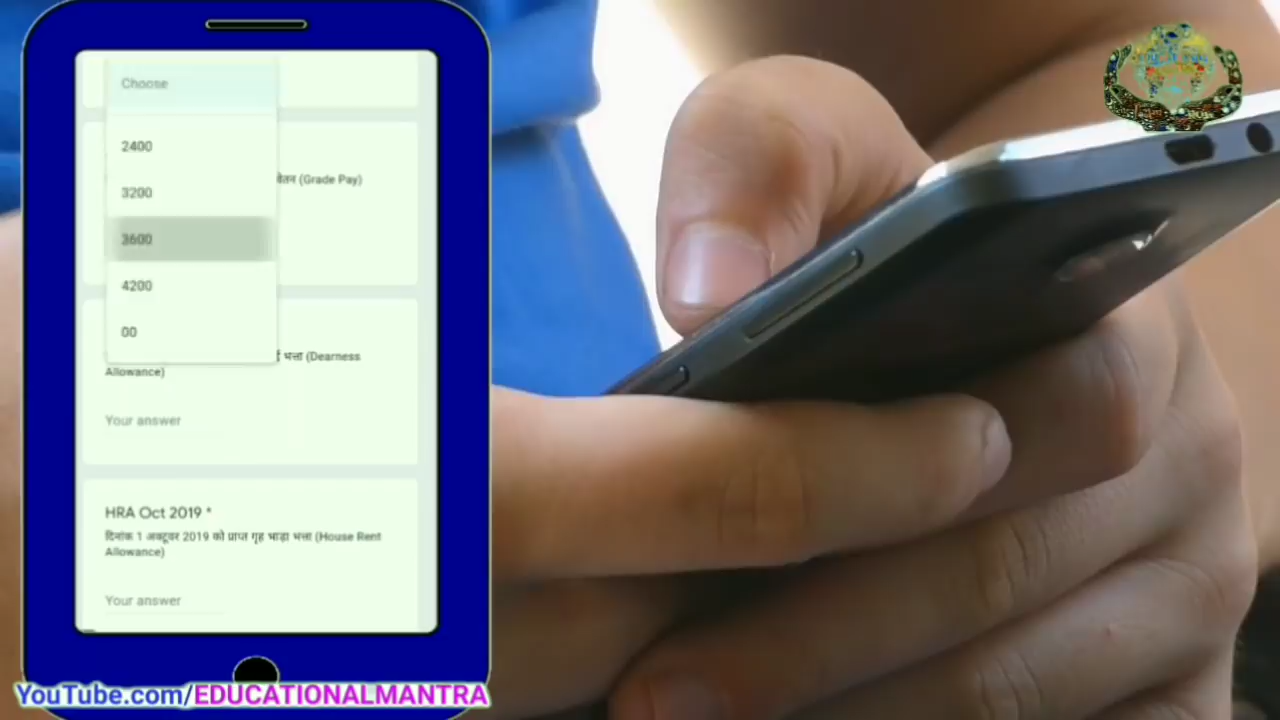 Choose
2400
3200
3600
4200
00
वेतन (Grade Pay)
भत्ता (Dearness
Allowance)
Your answer
HRA Oct 2019 *
दिनांक 1 अक्टूवर 2019 को प्राप्त गृह भाड़ा भत्ता (House Rent
Allowance)
Your answer
YouTube.com/EDUCATIONALMANTRA